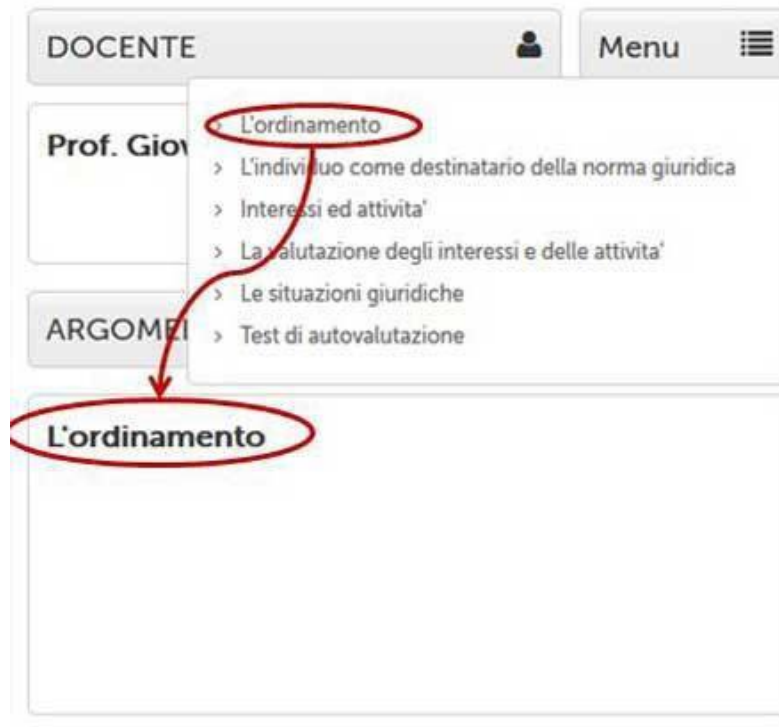 DOCENTE
Menu
Prof. Giov
L'ordinamento
L'individuo come destinatario della norma giuridica
Interessi ed attivita'
La valutazione degli interessi e delle attivita'
Le situazioni giuridiche
Test di autovalutazione
ARGOME
L'ordinamento